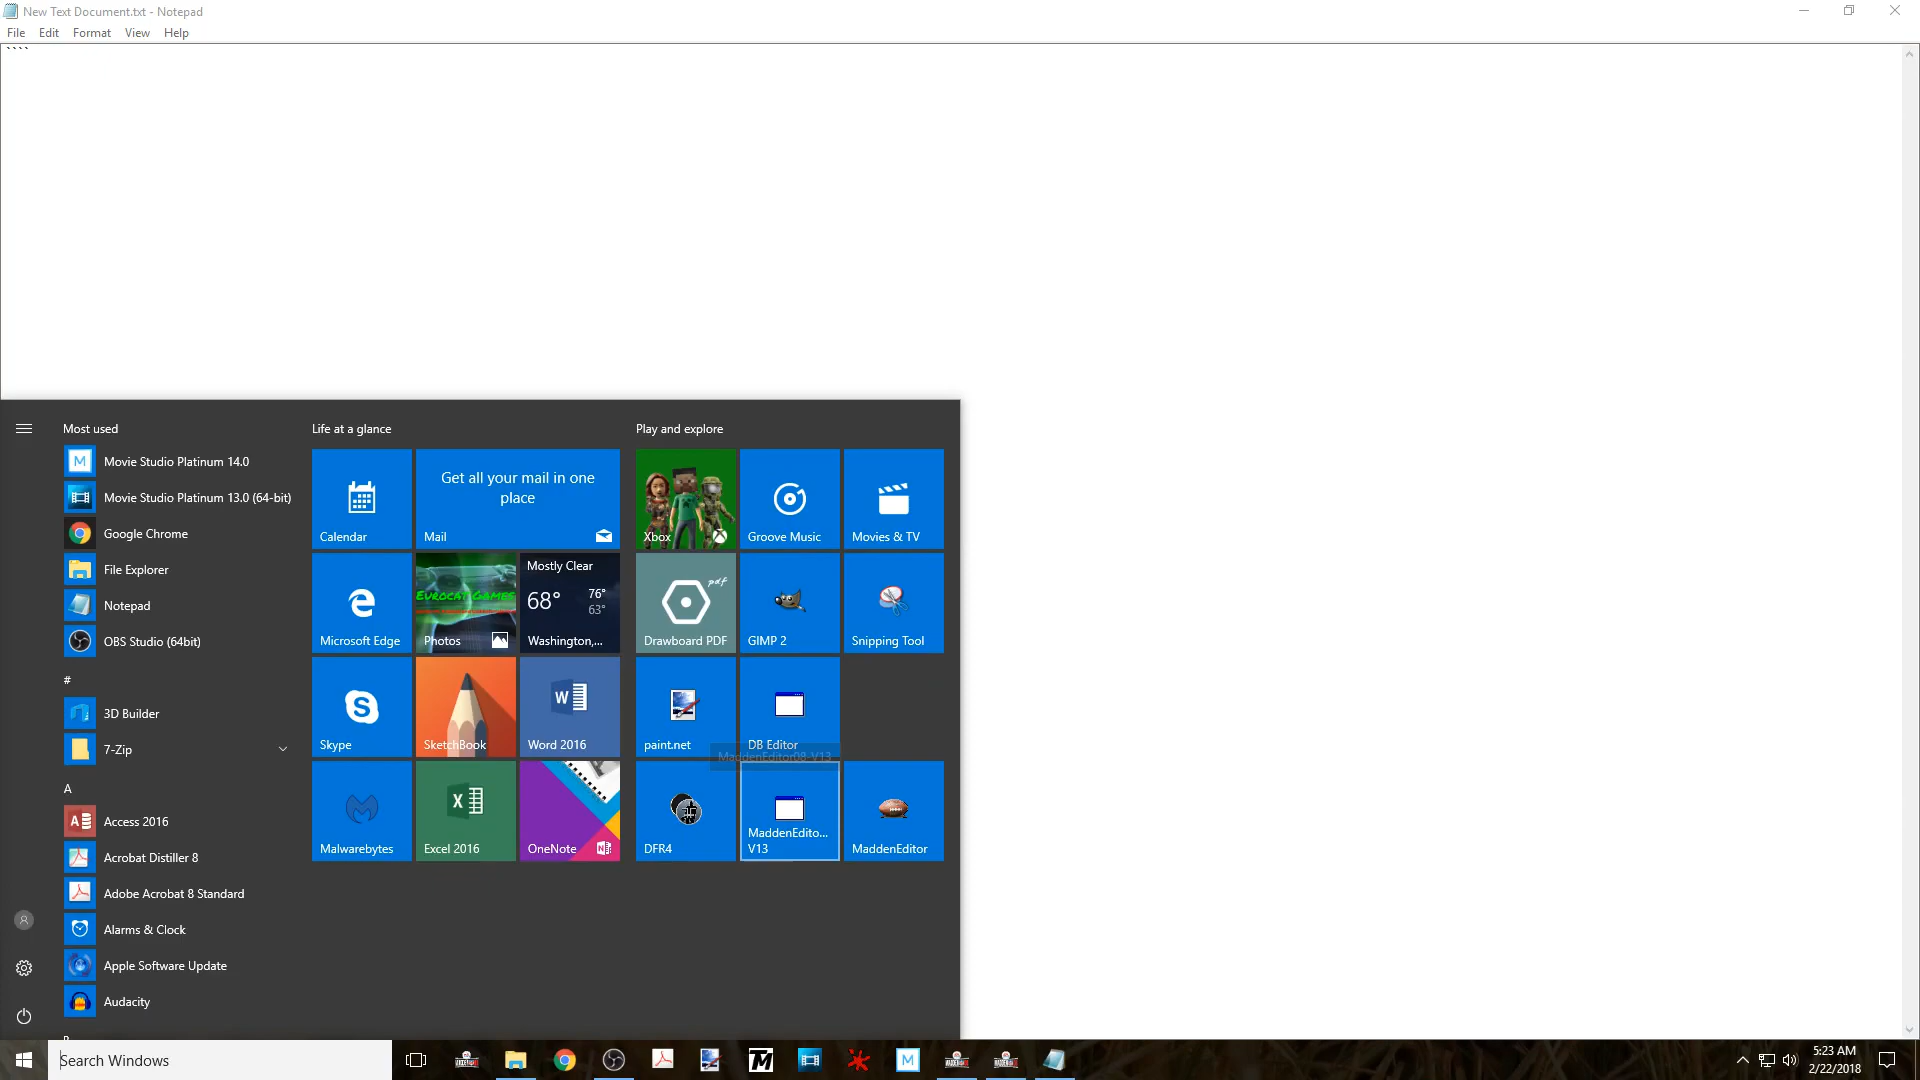 New Text Document.txt - Notepad
File Edit Format View Help
````
Most used
Movie Studio Platinum 14.0
Movie Studio Platinum 13.0 (64-bit)
Google Chrome
File Explorer
Notepad
OBS Studio (64bit)
#
3D Builder
7-Zip
A
Access 2016
Acrobat Distiller 8
Adobe Acrobat 8 Standard
Alarms & Clock
Apple Software Update
Audacity
Life at a glance
Calendar
Get all your mail in one
place
Mail
Microsoft Edge
Eurocat Games
Photos
Mostly Clear
68° 76°
63°
Washington,...
Skype
SketchBook
Word 2016
Malwarebytes
Excel 2016
OneNote
Play and explore
Xbox
Groove Music
Movies & TV
pdf
Drawboard PDF
GIMP 2
Snipping Tool
paint.net
DB Editor
MaddenEditor08-V13
DFR4
MaddenEdito...
V13
MaddenEditor
Search Windows
5:23 AM
2/22/2018